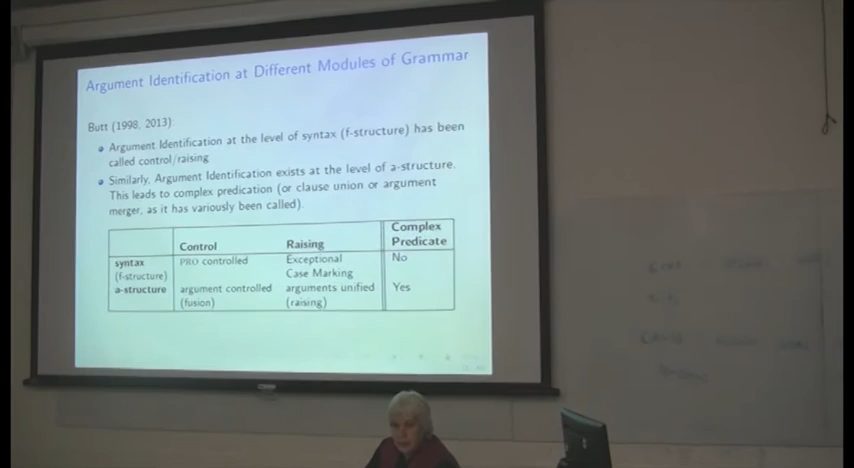 Argument Identification at Different Modules of Grammar
Butt (1998, 2013):
Argument Identification at the level of syntax (f-structure) has been
called control/raising
Similarly, Argument Identification exists at the level of a-structure.
This leads to complex predication (or clause union or argument
merger, as it has variously been called).
Control Raising Complex
Predicate
syntax PRO controlled Exceptional No
(f-structure) Case Marking
a-structure argument controlled arguments unified Yes
(fusion) (raising)